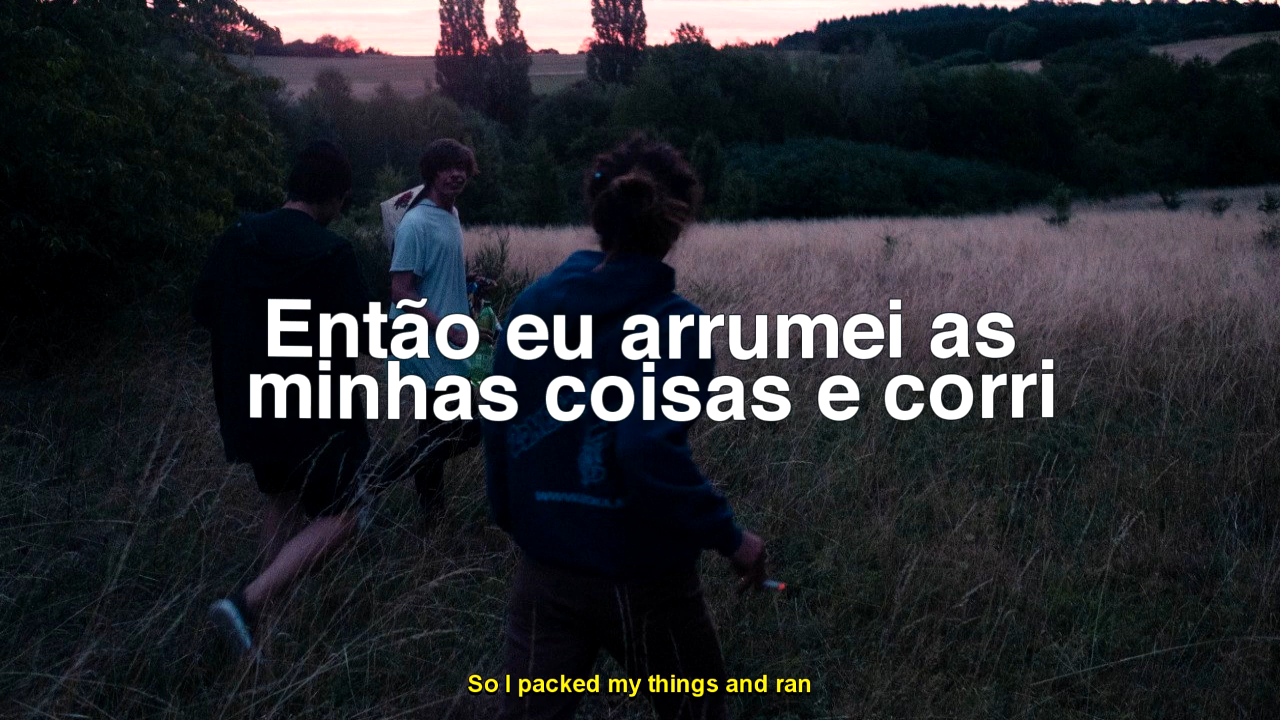 Então eu arrumei as
minhas coisas e corri
So I packed my things and ran